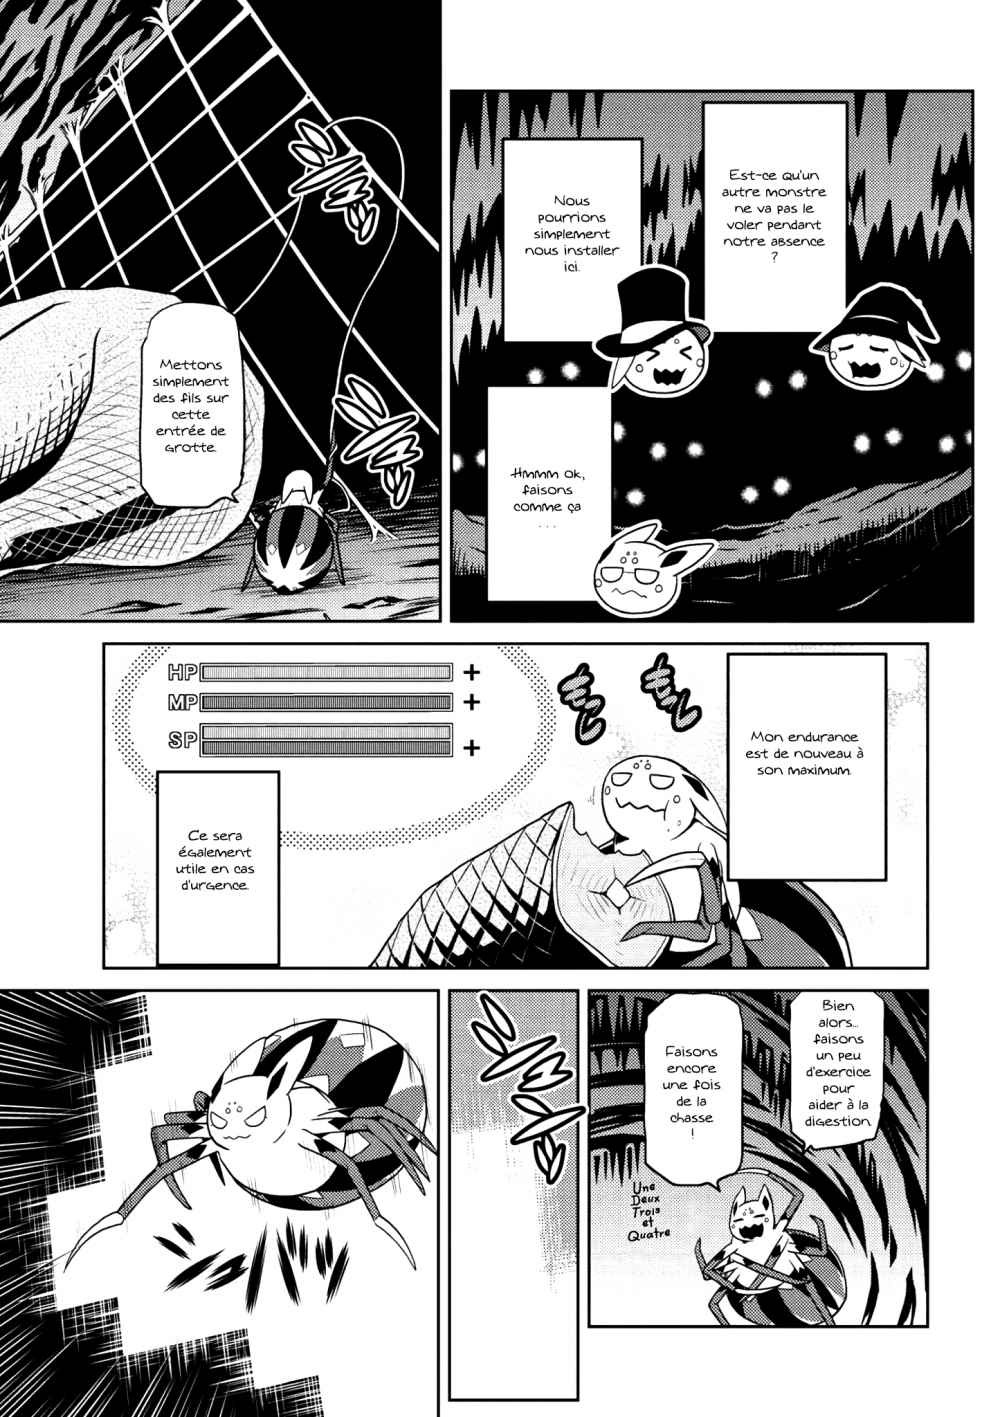 Est-ce qu'un
autre monstre
ne va pas le
voler pendant
notre absence
?
Nous
pourrions
simplement
nous installer
ici.
Hmmm ok,
faisons
comme ça
...
Mettons
simplement
des fils sur
cette
entrée de
grotte.
Mon endurance
est de nouveau à
son maximum.
HP +
MP +
SP +
Ce sera
également
utile en cas
d'urgence.
Bien
alors...
faisons
un peu
d'exercice
pour
aider à la
digestion.
Faisons
encore
une fois
de la
chasse
!
Une
Deux
Trois
et
Quatre